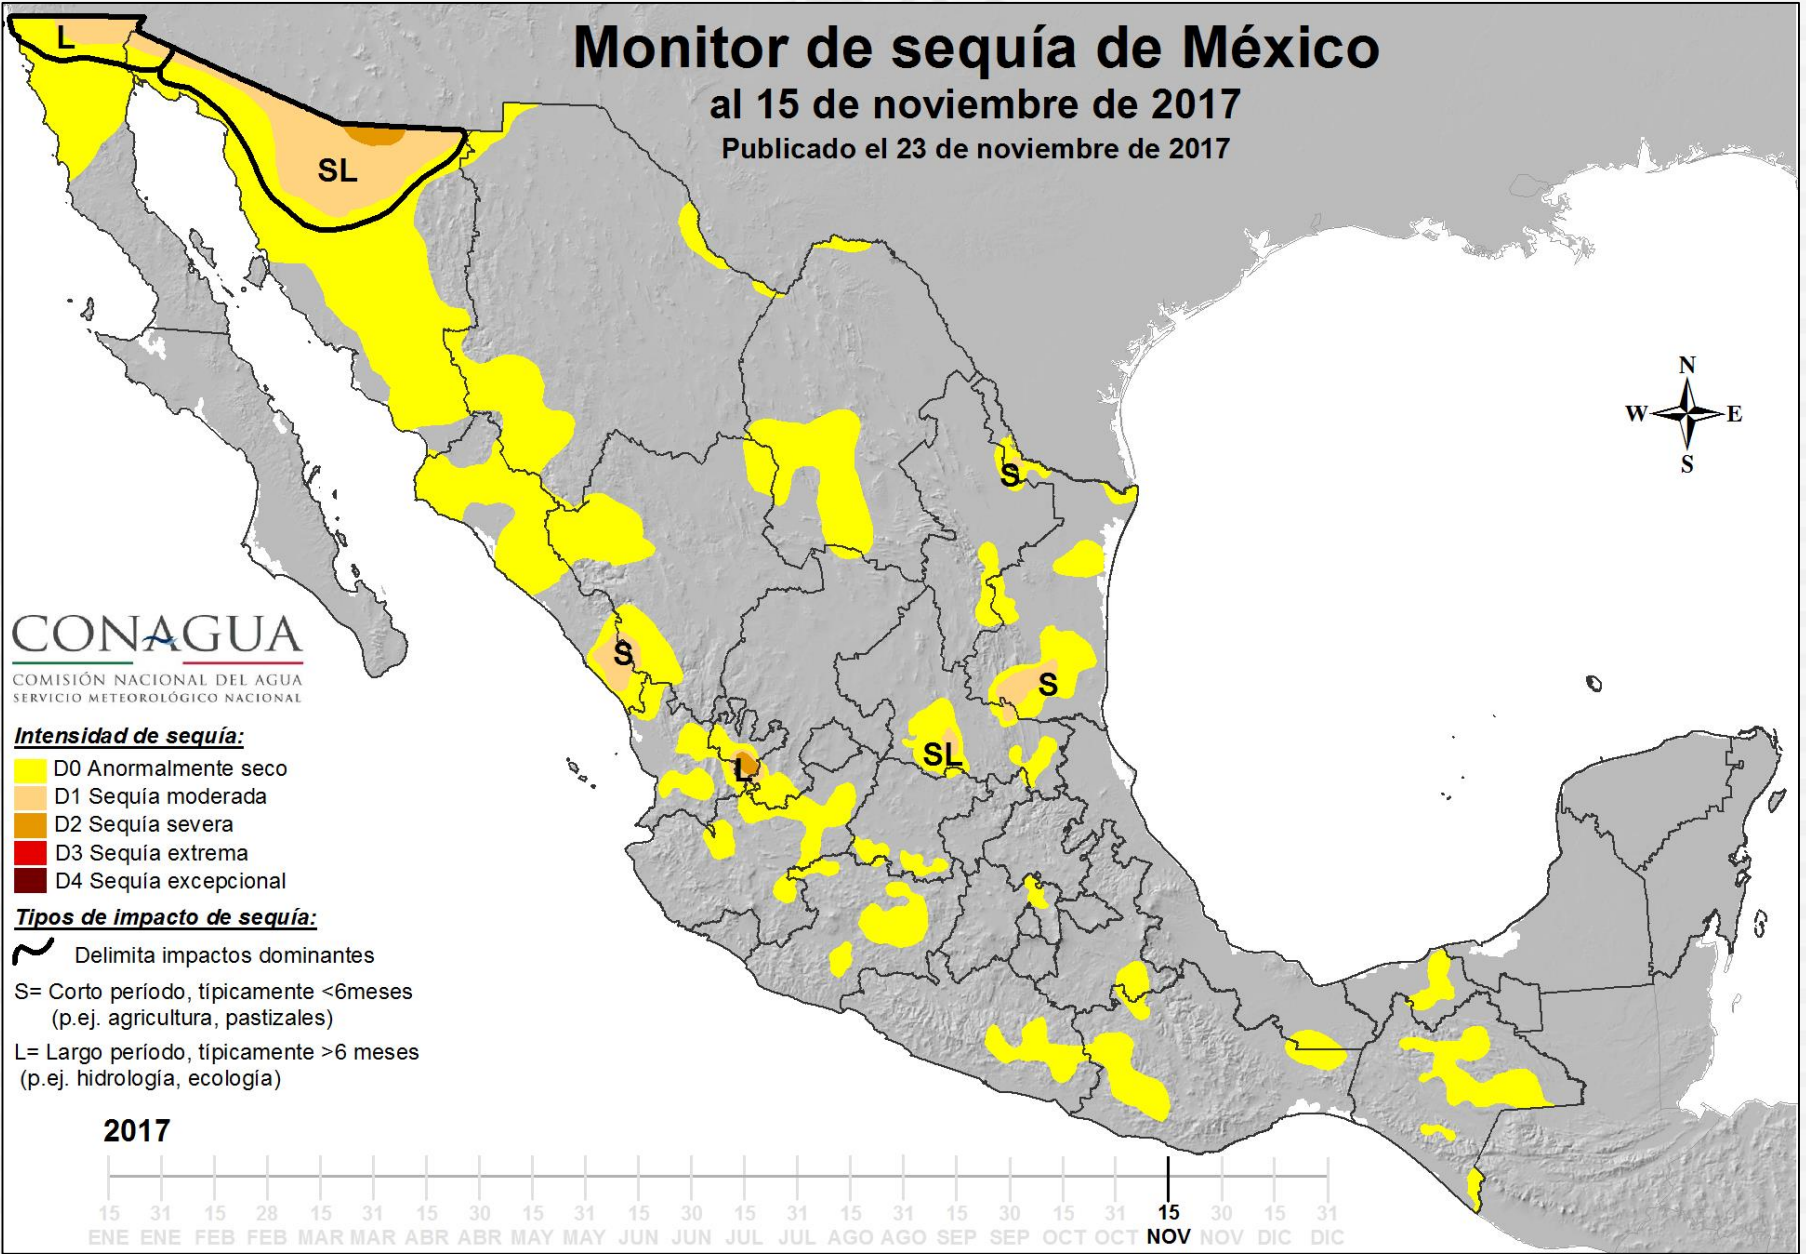 Monitor de sequía de México
al 15 de noviembre de 2017
Publicado el 23 de noviembre de 2017
L
SL
N
W E
S
S
S
S
SL
L
CONAGUA
COMISIÓN NACIONAL DEL AGUA
SERVICIO METEOROLÓGICO NACIONAL
Intensidad de sequía:
D0 Anormalmente seco
D1 Sequía moderada
D2 Sequía severa
D3 Sequía extrema
D4 Sequía excepcional
Tipos de impacto de sequía:
Delimita impactos dominantes
S= Corto período, típicamente <6meses
(p.ej. agricultura, pastizales)
L= Largo período, típicamente >6 meses
(p.ej. hidrología, ecología)
2017
15 31 15 28 15 31 15 30 15 31 15 30 15 31 15 31 15 30 15 31 15 30 15 31
ENE ENE FEB FEB MAR MAR ABR ABR MAY MAY JUN JUN JUL JUL AGO AGO SEP SEP OCT OCT NOV NOV DIC DIC